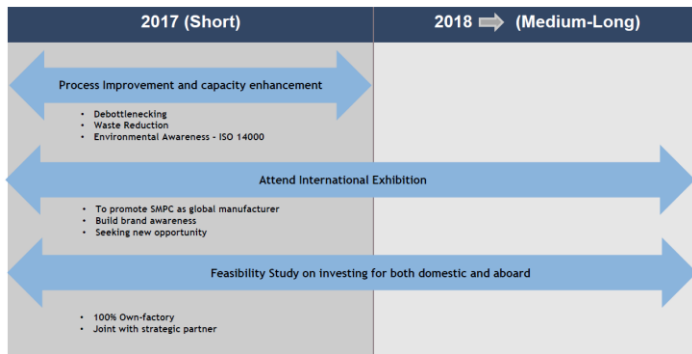 2017 (Short)
2018 (Medium-Long)
Process Improvement and capacity enhancement
• Debottlenecking
• Waste Reduction
• Environmental Awareness - ISO 14000
Attend International Exhibition
• To promote SMPC as global manufacturer
• Build brand awareness
• Seeking new opportunity
Feasibility Study on investing for both domestic and aboard
• 100% Own-factory
• Joint with strategic partner